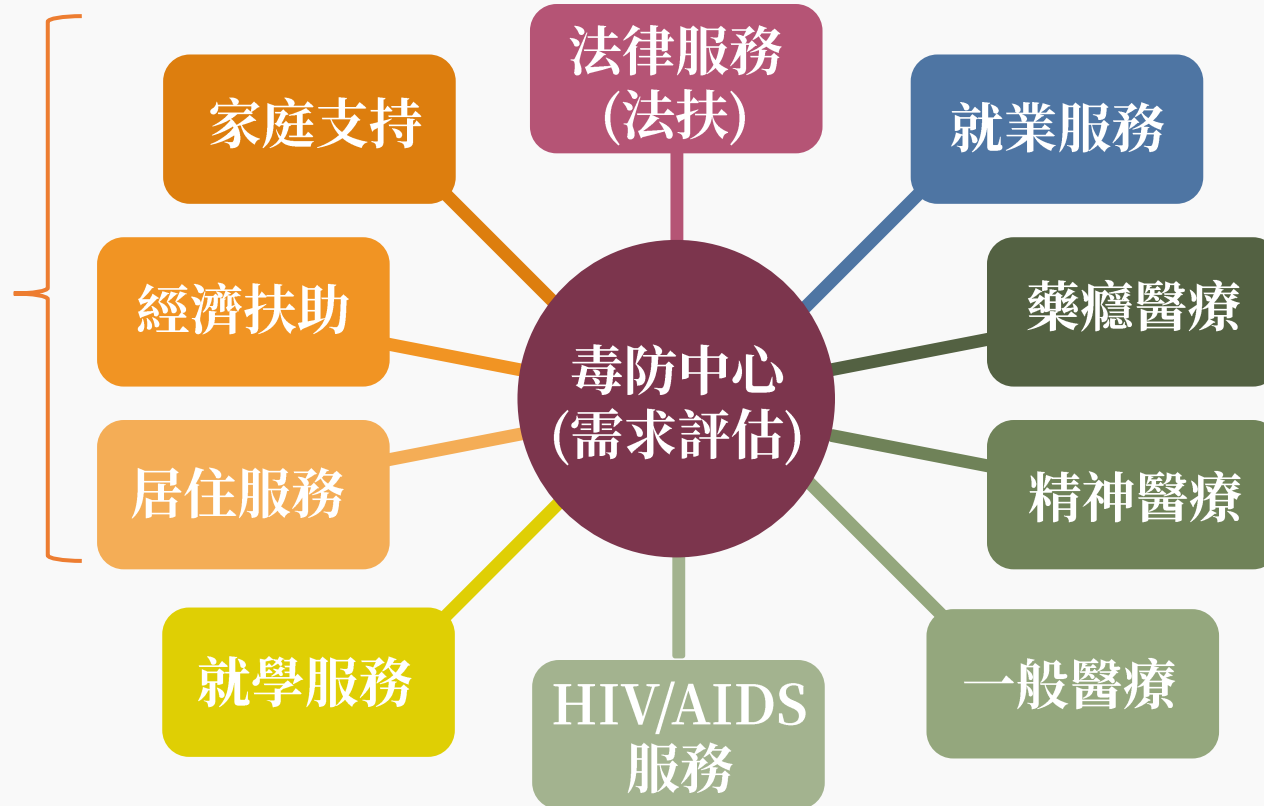 法律服務
(法扶)
家庭支持
就業服務
經濟扶助
藥癮醫療
毒防中心
(需求評估)
居住服務
精神醫療
就學服務
一般醫療
HIV/AIDS
服務